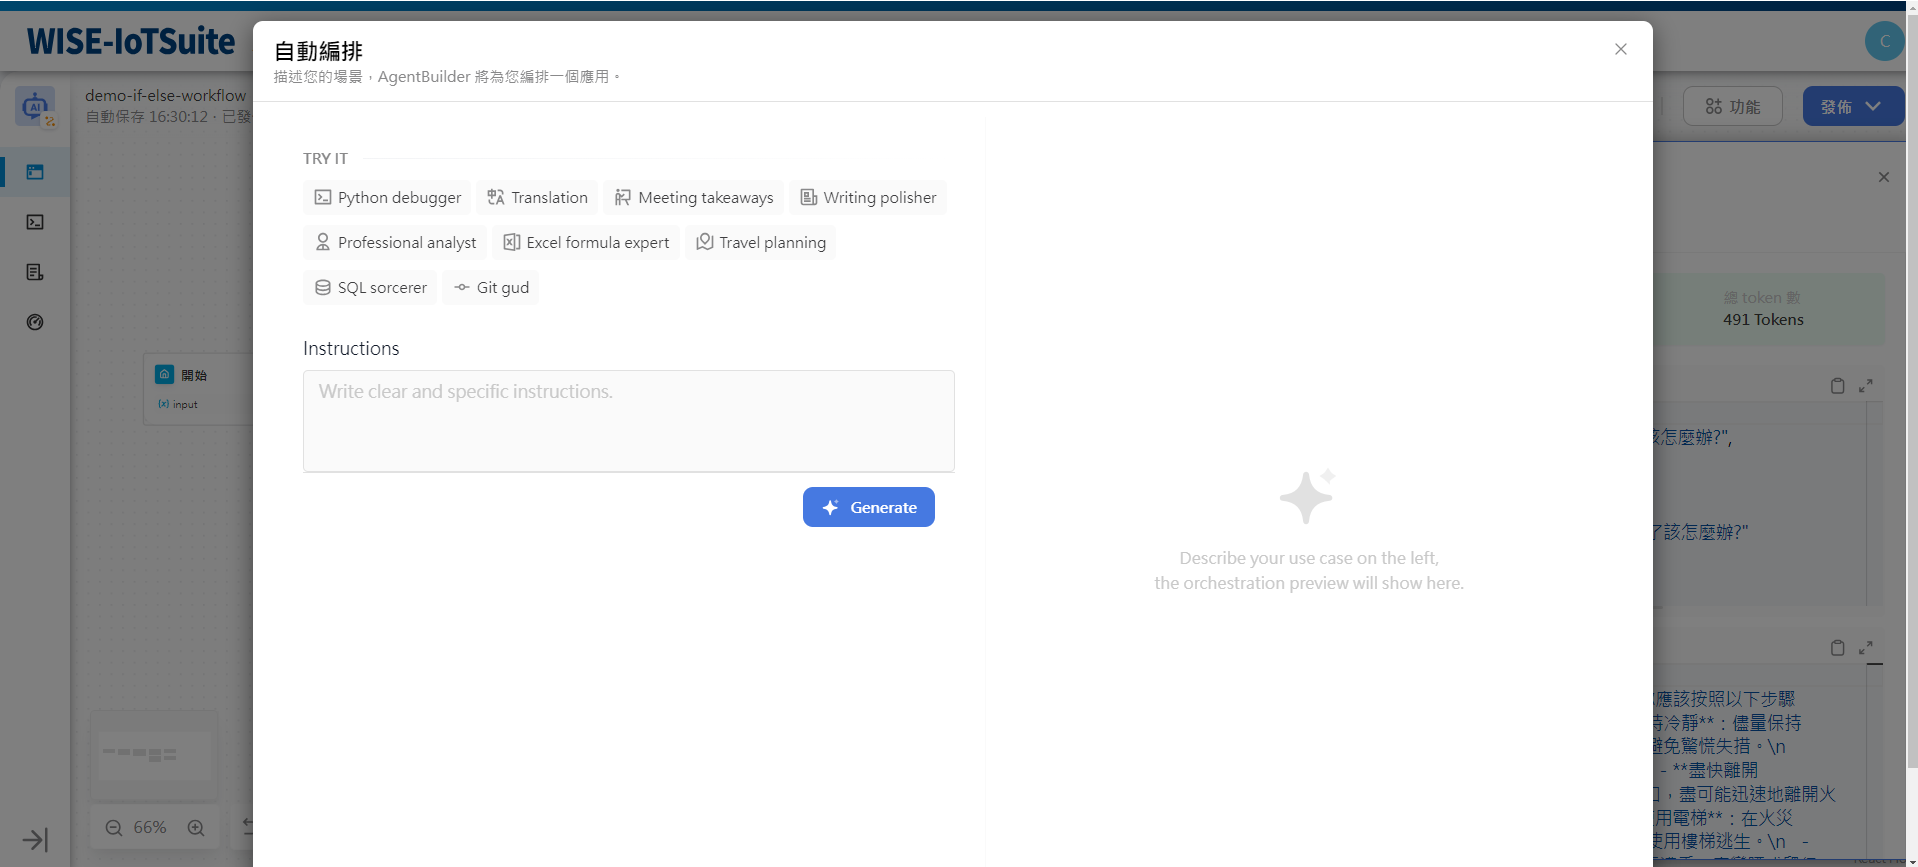 WISE-IoTSuite
C
demo-if-else-workflow
自動保存 16:30:12 · 已發
功能
發佈
自動編排
描述您的場景，AgentBuilder 將為您編排一個應用。
TRY IT
Python debugger
Translation
Meeting takeaways
Writing polisher
Professional analyst
Excel formula expert
Travel planning
SQL sorcerer
Git gud
Instructions
Write clear and specific instructions.
Generate
Describe your use case on the left,
the orchestration preview will show here.
開始
{x} input
66%
總 token 數
491 Tokens
該怎麼辦?",
了該怎麼辦?"
應該按照以下步驟
持冷靜**：儘量保持
避免驚慌失措。\n
- **盡快離開
，盡可能迅速地離開火
用電梯**：在火災
使用樓梯逃生。\n -